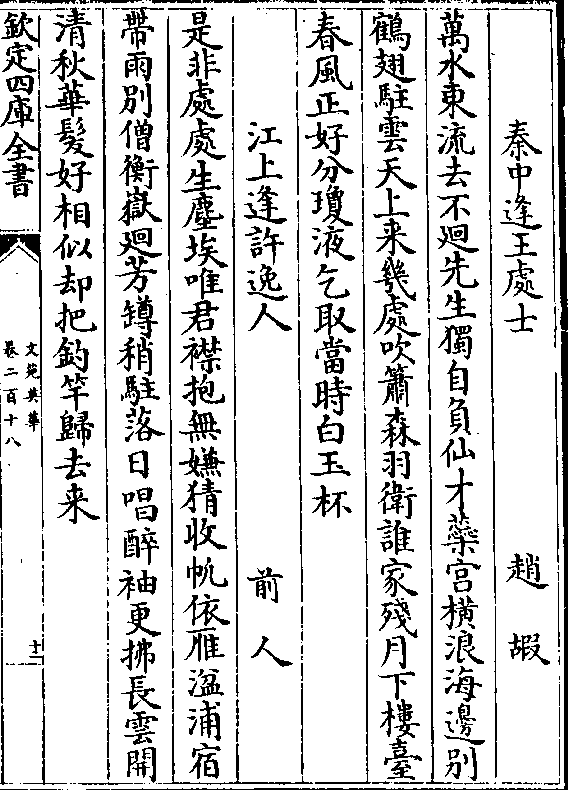 秦中逢王處士　趙嘏
萬水東流去不廻先生獨自負仙才蘂宫橫浪海邊別
鶴翅駐雲天上来幾處吹簫森羽衛誰家殘月下樓臺
春風正好分瓊液乞取當時白玉杯
江上逢許逸人　前人
是非處處生塵埃唯君襟抱無嫌猜收帆依雁湓浦宿
帶雨別僧衡嶽廻芳罇稍駐落日唱醉袖更拂長雲開
清秋華髮好相似却把釣竿歸去来
欽定四庫全書
文苑英華
卷二百十八
十一